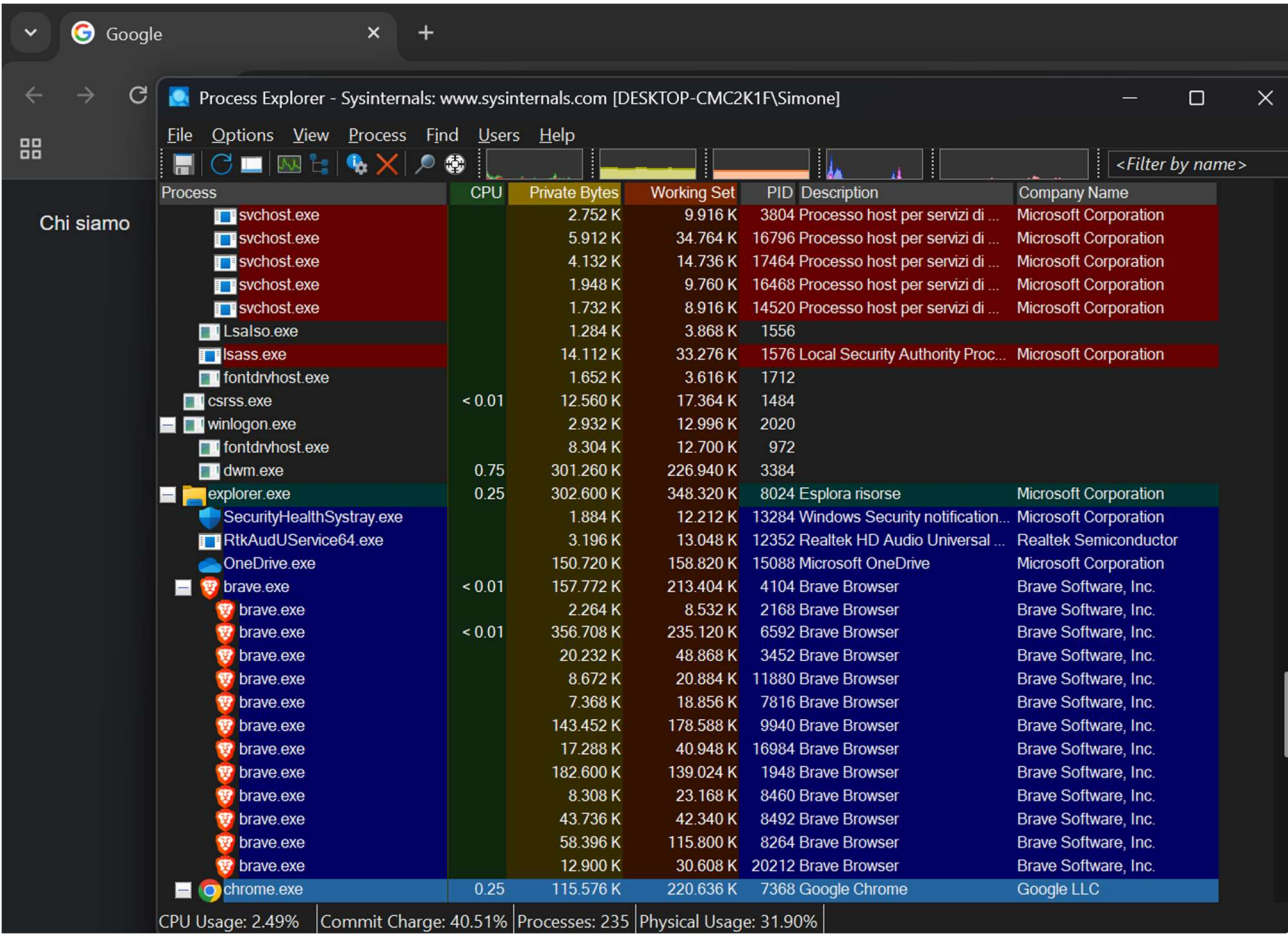 Google
Process Explorer - Sysinternals: www.sysinternals.com [DESKTOP-CMC2K1F\Simone]
File Options View Process Find Users Help
<Filter by name>
Process CPU Private Bytes Working Set PID Description Company Name
Chi siamo
svchost.exe 2.752 K 9.916 K 3804 Processo host per servizi di ... Microsoft Corporation
svchost.exe 5.912 K 34.764 K 16796 Processo host per servizi di ... Microsoft Corporation
svchost.exe 4.132 K 14.736 K 17464 Processo host per servizi di ... Microsoft Corporation
svchost.exe 1.948 K 9.760 K 16468 Processo host per servizi di ... Microsoft Corporation
svchost.exe 1.732 K 8.916 K 14520 Processo host per servizi di ... Microsoft Corporation
LsaIso.exe 1.284 K 3.868 K 1556
lsass.exe 14.112 K 33.276 K 1576 Local Security Authority Proc... Microsoft Corporation
fontdrvhost.exe 1.652 K 3.616 K 1712
csrss.exe < 0.01 12.560 K 17.364 K 1484
winlogon.exe 2.932 K 12.996 K 2020
fontdrvhost.exe 8.304 K 12.700 K 972
dwm.exe 0.75 301.260 K 226.940 K 3384
explorer.exe 0.25 302.600 K 348.320 K 8024 Esplora risorse Microsoft Corporation
SecurityHealthSystray.exe 1.884 K 12.212 K 13284 Windows Security notification... Microsoft Corporation
RtkAudUService64.exe 3.196 K 13.048 K 12352 Realtek HD Audio Universal ... Realtek Semiconductor
OneDrive.exe 150.720 K 158.820 K 15088 Microsoft OneDrive Microsoft Corporation
brave.exe < 0.01 157.772 K 213.404 K 4104 Brave Browser Brave Software, Inc.
brave.exe 2.264 K 8.532 K 2168 Brave Browser Brave Software, Inc.
brave.exe < 0.01 356.708 K 235.120 K 6592 Brave Browser Brave Software, Inc.
brave.exe 20.232 K 48.868 K 3452 Brave Browser Brave Software, Inc.
brave.exe 8.672 K 20.884 K 11880 Brave Browser Brave Software, Inc.
brave.exe 7.368 K 18.856 K 7816 Brave Browser Brave Software, Inc.
brave.exe 143.452 K 178.588 K 9940 Brave Browser Brave Software, Inc.
brave.exe 17.288 K 40.948 K 16984 Brave Browser Brave Software, Inc.
brave.exe 182.600 K 139.024 K 1948 Brave Browser Brave Software, Inc.
brave.exe 8.308 K 23.168 K 8460 Brave Browser Brave Software, Inc.
brave.exe 43.736 K 42.340 K 8492 Brave Browser Brave Software, Inc.
brave.exe 58.396 K 115.800 K 8264 Brave Browser Brave Software, Inc.
brave.exe 12.900 K 30.608 K 20212 Brave Browser Brave Software, Inc.
chrome.exe 0.25 115.576 K 220.636 K 7368 Google Chrome Google LLC
CPU Usage: 2.49% Commit Charge: 40.51% Processes: 235 Physical Usage: 31.90%